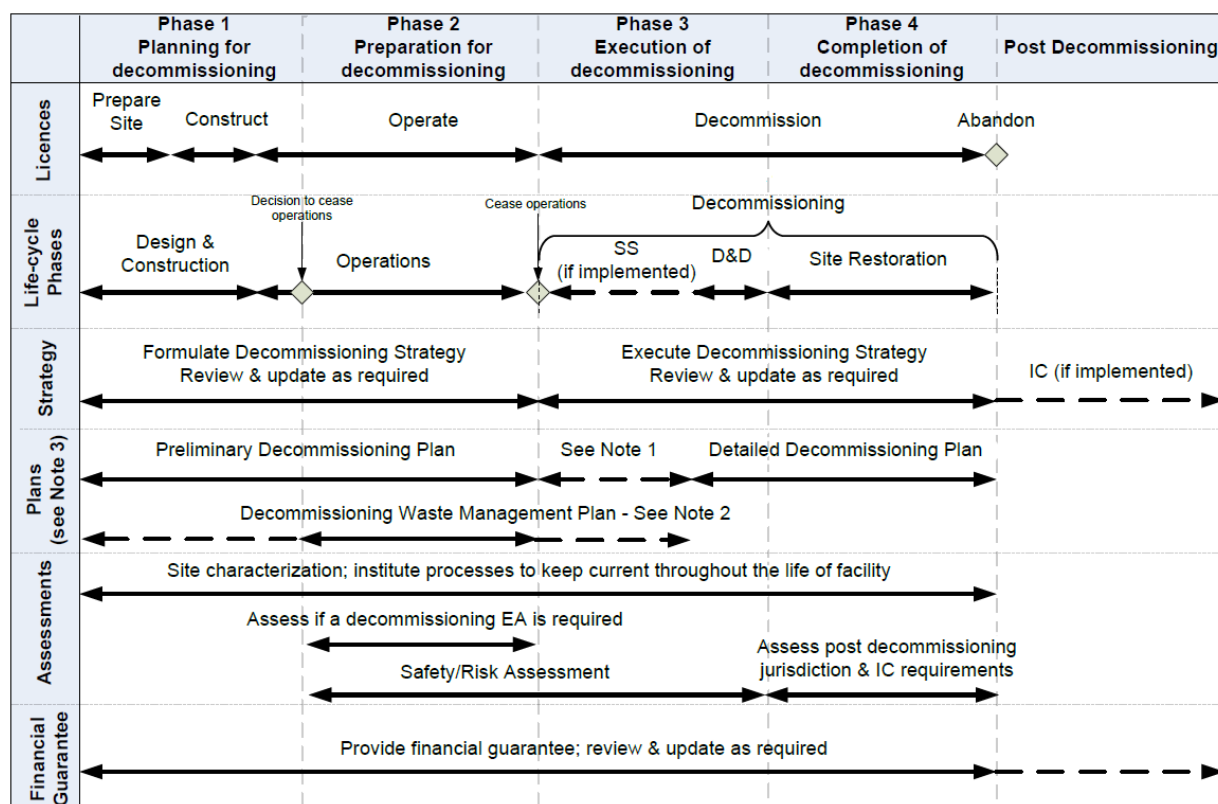 Phase 1
Planning for
decommissioning
Phase 2
Preparation for
decommissioning
Phase 3
Execution of
decommissioning
Phase 4
Completion of
decommissioning
Post Decommissioning
Licences
Prepare
Site
Construct
Operate
Decommission
Abandon
Life-cycle
Phases
Decision to cease
operations
Cease operations
Decommissioning
Design &
Construction
Operations
SS
(if implemented)
D&D
Site Restoration
Strategy
Formulate Decommissioning Strategy
Review & update as required
Execute Decommissioning Strategy
Review & update as required
IC (if implemented)
Plans
(see Note 3)
Preliminary Decommissioning Plan
See Note 1
Detailed Decommissioning Plan
Decommissioning Waste Management Plan - See Note 2
Assessments
Site characterization; institute processes to keep current throughout the life of facility
Assess if a decommissioning EA is required
Safety/Risk Assessment
Assess post decommissioning
jurisdiction & IC requirements
Financial
Guarantee
Provide financial guarantee; review & update as required